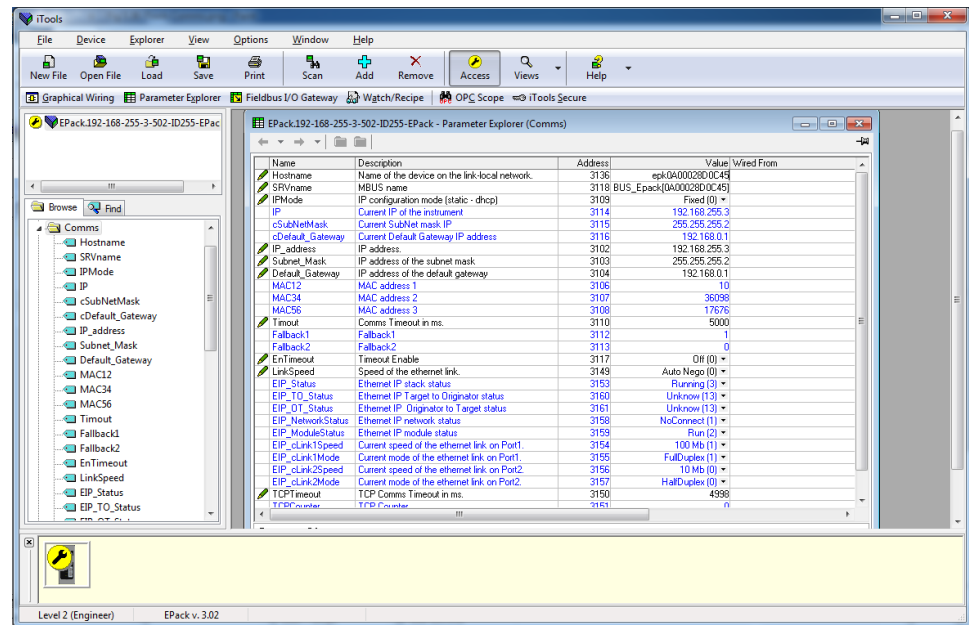 iTools
File Device Explorer View Options Window Help
New File Open File Load Save Print Scan Add Remove Access Views Help
Graphical Wiring Parameter Explorer Fieldbus I/O Gateway Watch/Recipe OPC Scope iTools Secure
EPack.192-168-255-3-502-ID255-EPac
Browse Find
Comms
Hostname
SRVname
IPMode
IP
cSubNetMask
cDefault_Gateway
IP_address
Subnet_Mask
Default_Gateway
MAC12
MAC34
MAC56
Timout
Fallback1
Fallback2
EnTimeout
LinkSpeed
EIP_Status
EIP_TO_Status
EPack.192-168-255-3-502-ID255-EPack - Parameter Explorer (Comms)
Name Description Address Value Wired From
Hostname Name of the device on the link-local network. 3136 epk0A00028D0C45
SRVname MBUS name 3118 BUS_Epack[0A00028D0C45]
IPMode IP configuration mode (static - dhcp) 3109 Fixed (0)
IP Current IP of the instrument 3114 192.168.255.3
cSubNetMask Current SubNet mask IP 3115 255.255.255.2
cDefault_Gateway Current Default Gateway IP address 3116 192.168.0.1
IP_address IP address. 3102 192.168.255.3
Subnet_Mask IP address of the subnet mask 3103 255.255.255.2
Default_Gateway IP address of the default gateway 3104 192.168.0.1
MAC12 MAC address 1 3106 10
MAC34 MAC address 2 3107 36098
MAC56 MAC address 3 3108 17676
Timout Comms Timeout in ms. 3110 5000
Fallback1 Fallback1 3112 1
Fallback2 Fallback2 3113 0
EnTimeout Timeout Enable 3117 Off (0)
LinkSpeed Speed of the ethernet link. 3149 Auto Nego (0)
EIP_Status Ethernet IP stack status 3153 Running (3)
EIP_TO_Status Ethernet IP Target to Originator status 3160 Unknow (13)
EIP_OT_Status Ethernet IP Originator to Target status 3161 Unknow (13)
EIP_NetworkStatus Ethernet IP network status 3158 NoConnect (1)
EIP_ModuleStatus Ethernet IP module status 3159 Run (2)
EIP_cLink1Speed Current speed of the ethernet link on Port1. 3154 100 Mb (1)
EIP_cLink1Mode Current mode of the ethernet link on Port1. 3155 FullDuplex (1)
EIP_cLink2Speed Current speed of the ethernet link on Port2. 3156 10 Mb (0)
EIP_cLink2Mode Current mode of the ethernet link on Port2. 3157 HalfDuplex (0)
TCPTimeout TCP Comms Timeout in ms. 3150 4998
TCPCounter TCP Counter 3151 0
Level 2 (Engineer) EPack v. 3.02